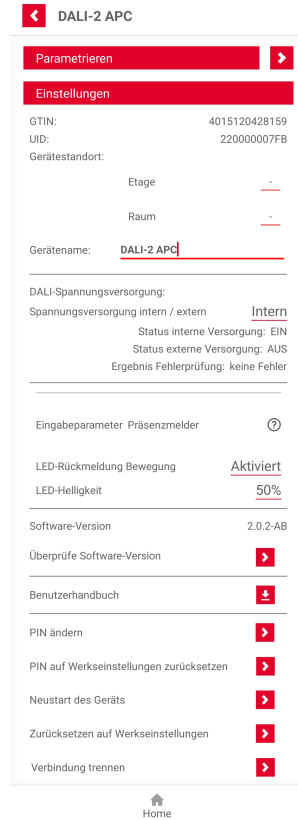 DALI-2 APC
Parametrieren
Einstellungen
GTIN: 4015120428159
UID: 220000007FB
Gerätestandort:
Etage -
Raum -
Gerätename: DALI-2 APC
DALI-Spannungsversorgung:
Spannungsversorgung intern / extern Intern
Status interne Versorgung: EIN
Status externe Versorgung: AUS
Ergebnis Fehlerprüfung: keine Fehler
Eingabeparameter Präsenzmelder
LED-Rückmeldung Bewegung Aktiviert
LED-Helligkeit 50%
Software-Version 2.0.2-AB
Überprüfe Software-Version
Benutzerhandbuch
PIN ändern
PIN auf Werkseinstellungen zurücksetzen
Neustart des Geräts
Zurücksetzen auf Werkseinstellungen
Verbindung trennen
Home